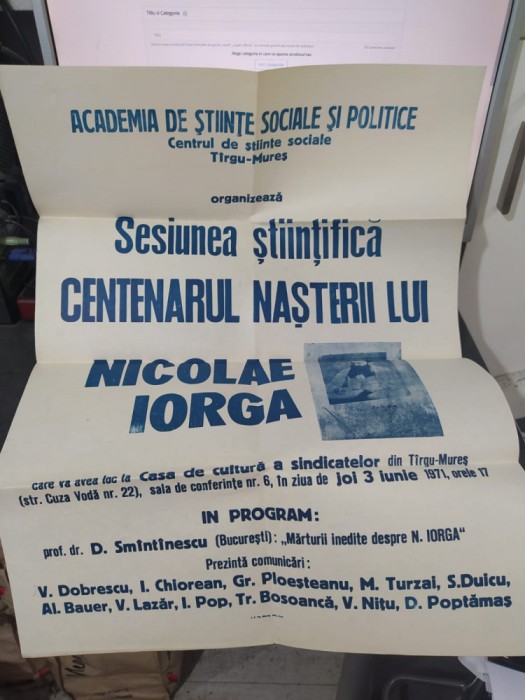 Titlu si Categorie
Titlu
ACADEMIA DE ŞTIINŢE SOCIALE ŞI POLITICE
Centrul de ştiinţe sociale
Tîrgu-Mureş
organizează
Sesiunea ştiinţifică
CENTENARUL NAŞTERII LUI
NICOLAE
IORGA
care va avea loc la Casa de cultură a sindicatelor din Tîrgu-Mureş
(str. Cuza Vodă nr. 22), sala de conferinţe nr. 6, în ziua de joi 3 iunie 1971, orele 17
IN PROGRAM:
prof. dr. D. Smîntînescu (Bucureşti): „Mărturii inedite despre N. IORGA"
Prezintă comunicări:
V. Dobrescu, I. Chiorean, Gr. Ploeşteanu, M. Turzai, S. Duicu,
Al. Bauer, V. Lazăr, I. Pop, Tr. Bosoancă, V. Niţu, D. Poptămaş